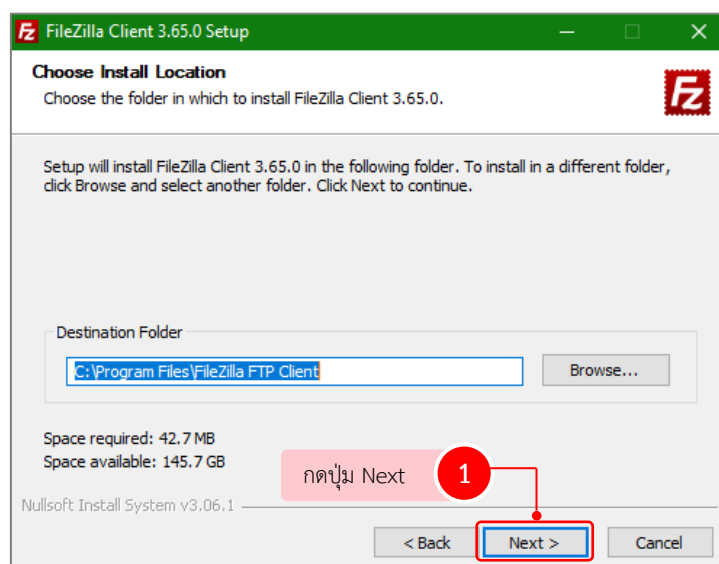 FileZilla Client 3.65.0 Setup
Choose Install Location
Choose the folder in which to install FileZilla Client 3.65.0.
Fz
Setup will install FileZilla Client 3.65.0 in the following folder. To install in a different folder,
click Browse and select another folder. Click Next to continue.
Destination Folder
C:\Program Files\FileZilla FTP Client
Browse...
Space required: 42.7 MB
Space available: 145.7 GB
กดปุ่ม Next 1
Nullsoft Install System v3.06.1
< Back Next > Cancel